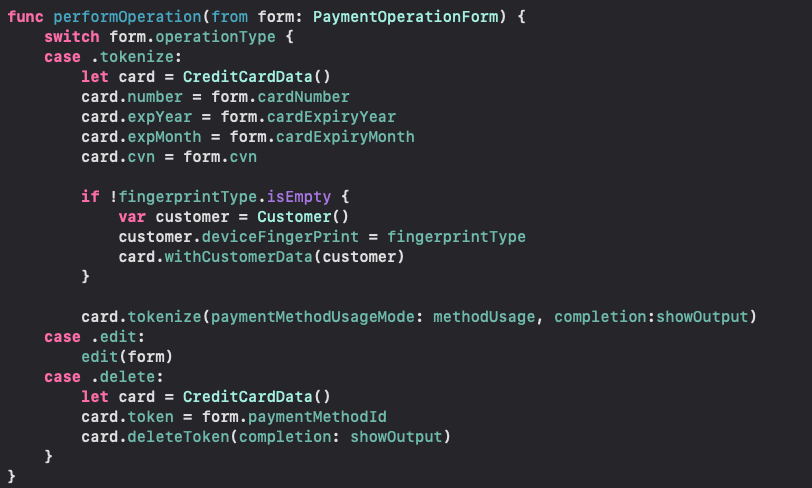 func performOperation(from form: PaymentOperationForm) {
    switch form.operationType {
    case .tokenize:
        let card = CreditCardData()
        card.number = form.cardNumber
        card.expYear = form.cardExpiryYear
        card.expMonth = form.cardExpiryMonth
        card.cvn = form.cvn

        if !fingerprintType.isEmpty {
            var customer = Customer()
            customer.deviceFingerPrint = fingerprintType
            card.withCustomerData(customer)
        }

        card.tokenize(paymentMethodUsageMode: methodUsage, completion:showOutput)
    case .edit:
        edit(form)
    case .delete:
        let card = CreditCardData()
        card.token = form.paymentMethodId
        card.deleteToken(completion: showOutput)
    }
}